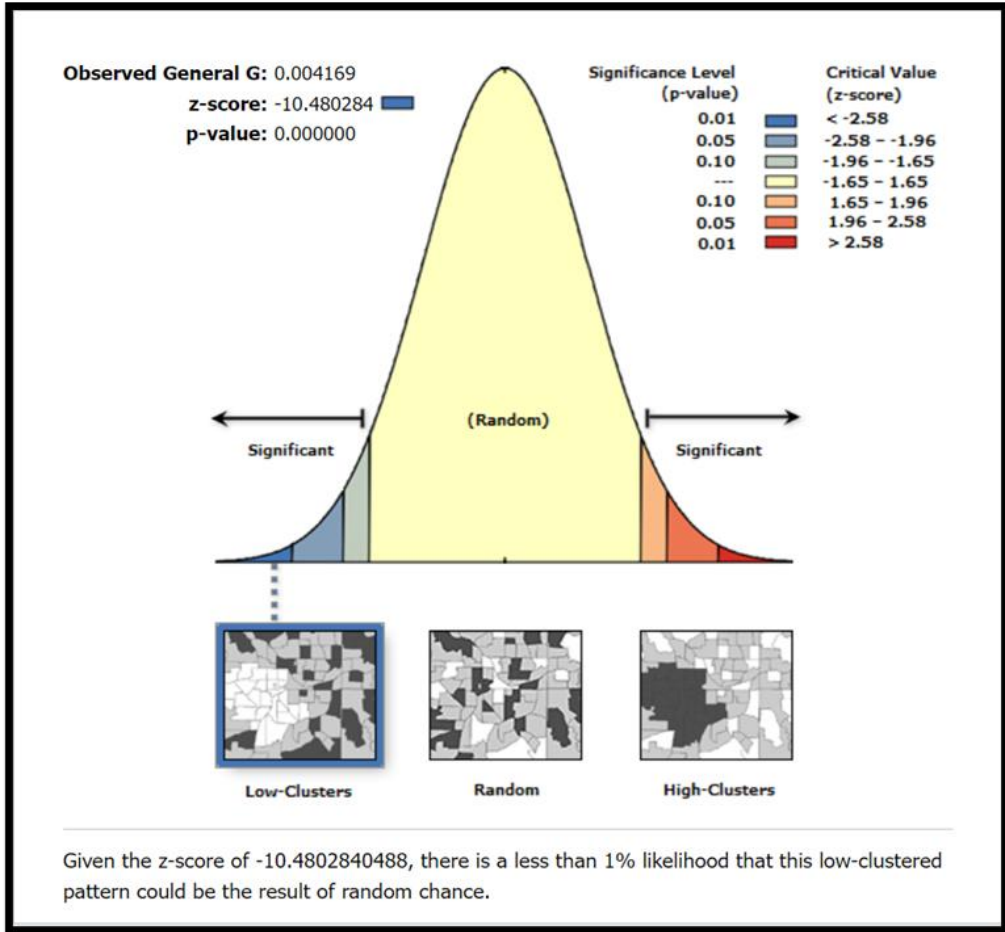 Observed General G: 0.004169
z-score: -10.480284
p-value: 0.000000
Significance Level
(p-value)
Critical Value
(z-score)
0.01 < -2.58
0.05 -2.58 – -1.96
0.10 -1.96 – -1.65
--- -1.65 – 1.65
0.10 1.65 – 1.96
0.05 1.96 – 2.58
0.01 > 2.58
(Random)
Significant
Significant
Low-Clusters
Random
High-Clusters
Given the z-score of -10.4802840488, there is a less than 1% likelihood that this low-clustered
pattern could be the result of random chance.